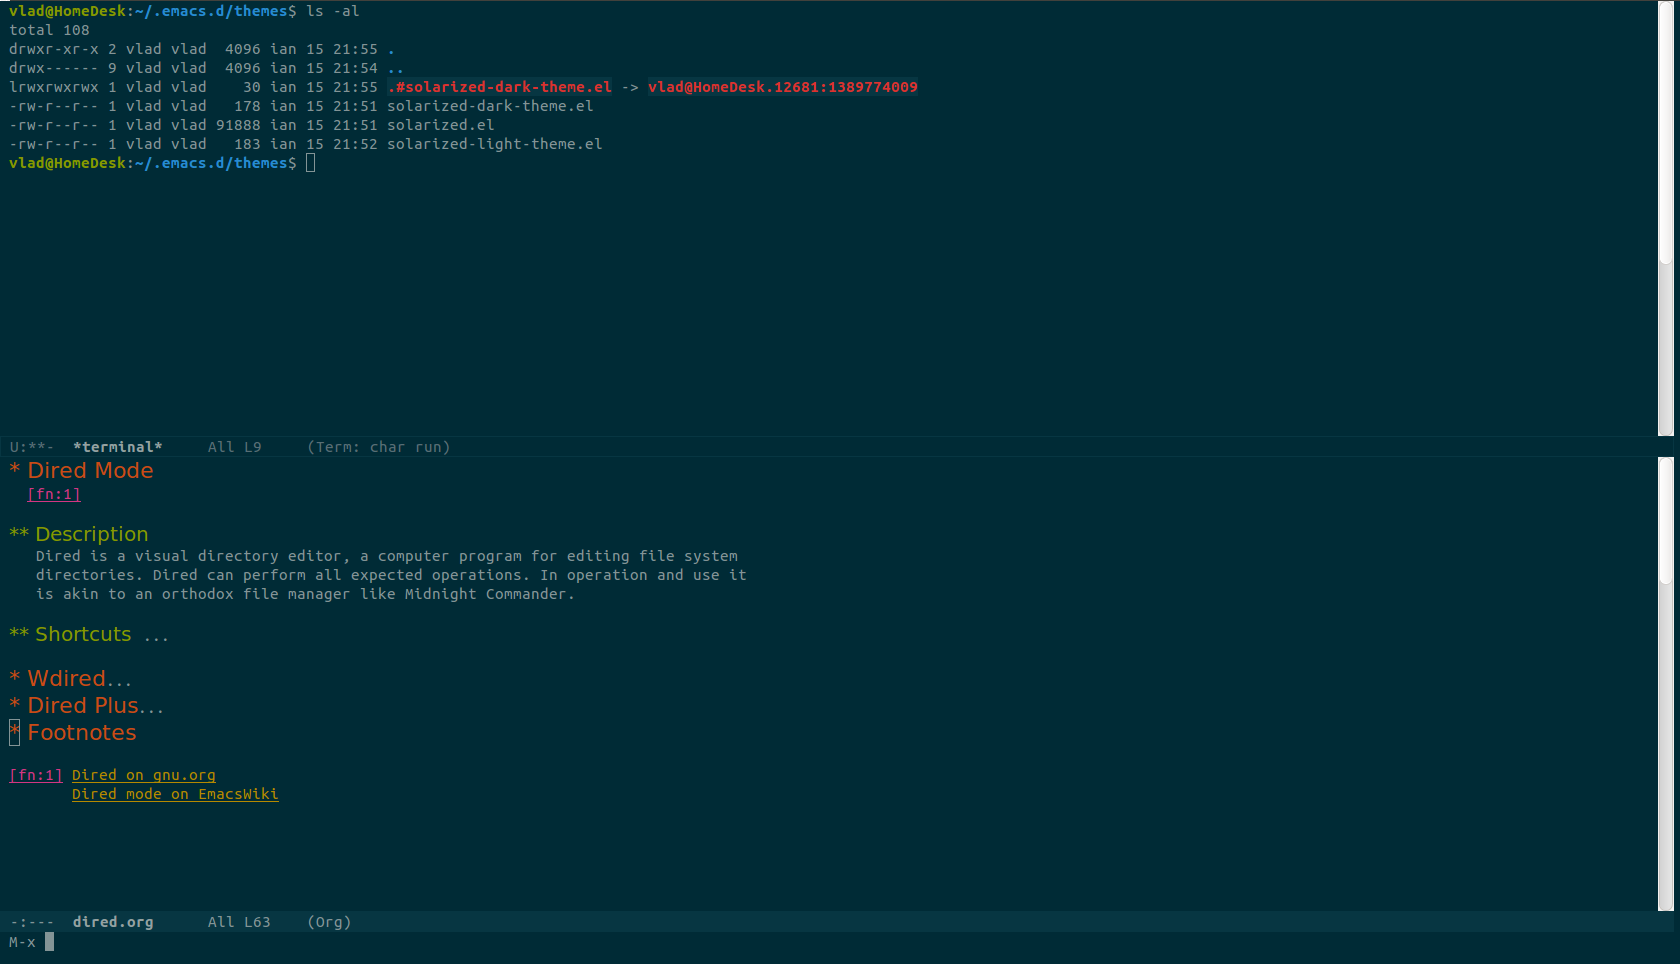 vlad@HomeDesk:~/.emacs.d/themes$ ls -al
total 108
drwxr-xr-x 2 vlad vlad  4096 ian 15 21:55 .
drwx------ 9 vlad vlad  4096 ian 15 21:54 ..
lrwxrwxrwx 1 vlad vlad    30 ian 15 21:55 .#solarized-dark-theme.el -> vlad@HomeDesk.12681:1389774009
-rw-r--r-- 1 vlad vlad   178 ian 15 21:51 solarized-dark-theme.el
-rw-r--r-- 1 vlad vlad 91888 ian 15 21:51 solarized.el
-rw-r--r-- 1 vlad vlad   183 ian 15 21:52 solarized-light-theme.el
vlad@HomeDesk:~/.emacs.d/themes$
U:**-  *terminal*     All L9     (Term: char run)
* Dired Mode
[fn:1]
** Description
Dired is a visual directory editor, a computer program for editing file system
directories. Dired can perform all expected operations. In operation and use it
is akin to an orthodox file manager like Midnight Commander.
** Shortcuts ...
* Wdired...
* Dired Plus...
* Footnotes
[fn:1] Dired on gnu.org
Dired mode on EmacsWiki
-:---  dired.org      All L63    (Org)
M-x